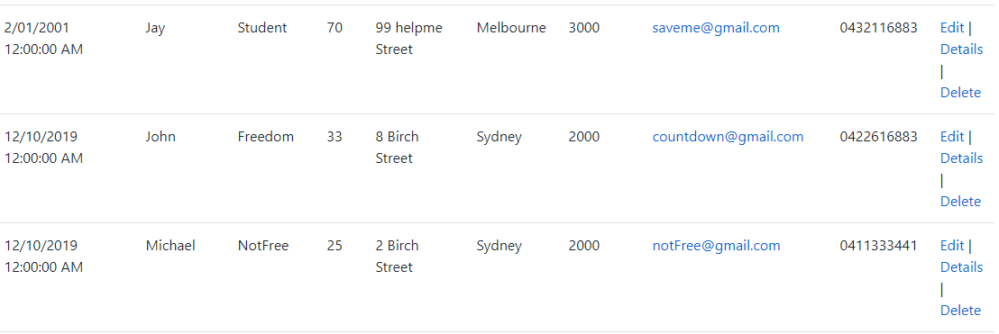 2/01/2001 Jay Student 70 99 helpme Melbourne 3000 saveme@gmail.com 0432116883 Edit |
12:00:00 AM Street Details
|
Delete
12/10/2019 John Freedom 33 8 Birch Sydney 2000 countdown@gmail.com 0422616883 Edit |
12:00:00 AM Street Details
|
Delete
12/10/2019 Michael NotFree 25 2 Birch Sydney 2000 notFree@gmail.com 0411333441 Edit |
12:00:00 AM Street Details
|
Delete